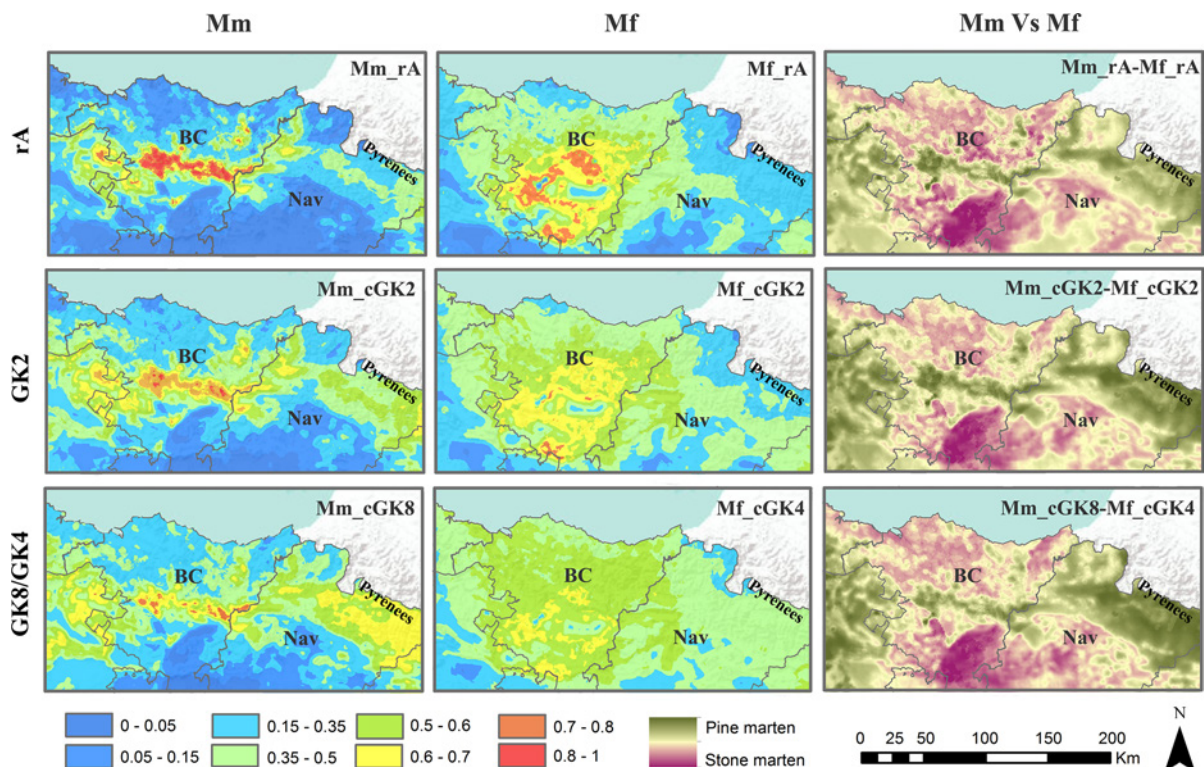 Mm Mf Mm Vs Mf
rA
Mm_rA
BC
Nav
Pyrenees
Mf_rA
BC
Nav
Pyrenees
Mm_rA-Mf_rA
BC
Nav
Pyrenees
GK2
Mm_cGK2
BC
Nav
Pyrenees
Mf_cGK2
BC
Nav
Pyrenees
Mm_cGK2-Mf_cGK2
BC
Nav
Pyrenees
GK8/GK4
Mm_cGK8
BC
Nav
Pyrenees
Mf_cGK4
BC
Nav
Pyrenees
Mm_cGK8-Mf_cGK4
BC
Nav
Pyrenees
0 - 0.05 0.15 - 0.35 0.5 - 0.6 0.7 - 0.8
0.05 - 0.15 0.35 - 0.5 0.6 - 0.7 0.8 - 1
Pine marten
Stone marten
0 25 50 100 150 200
Km
N